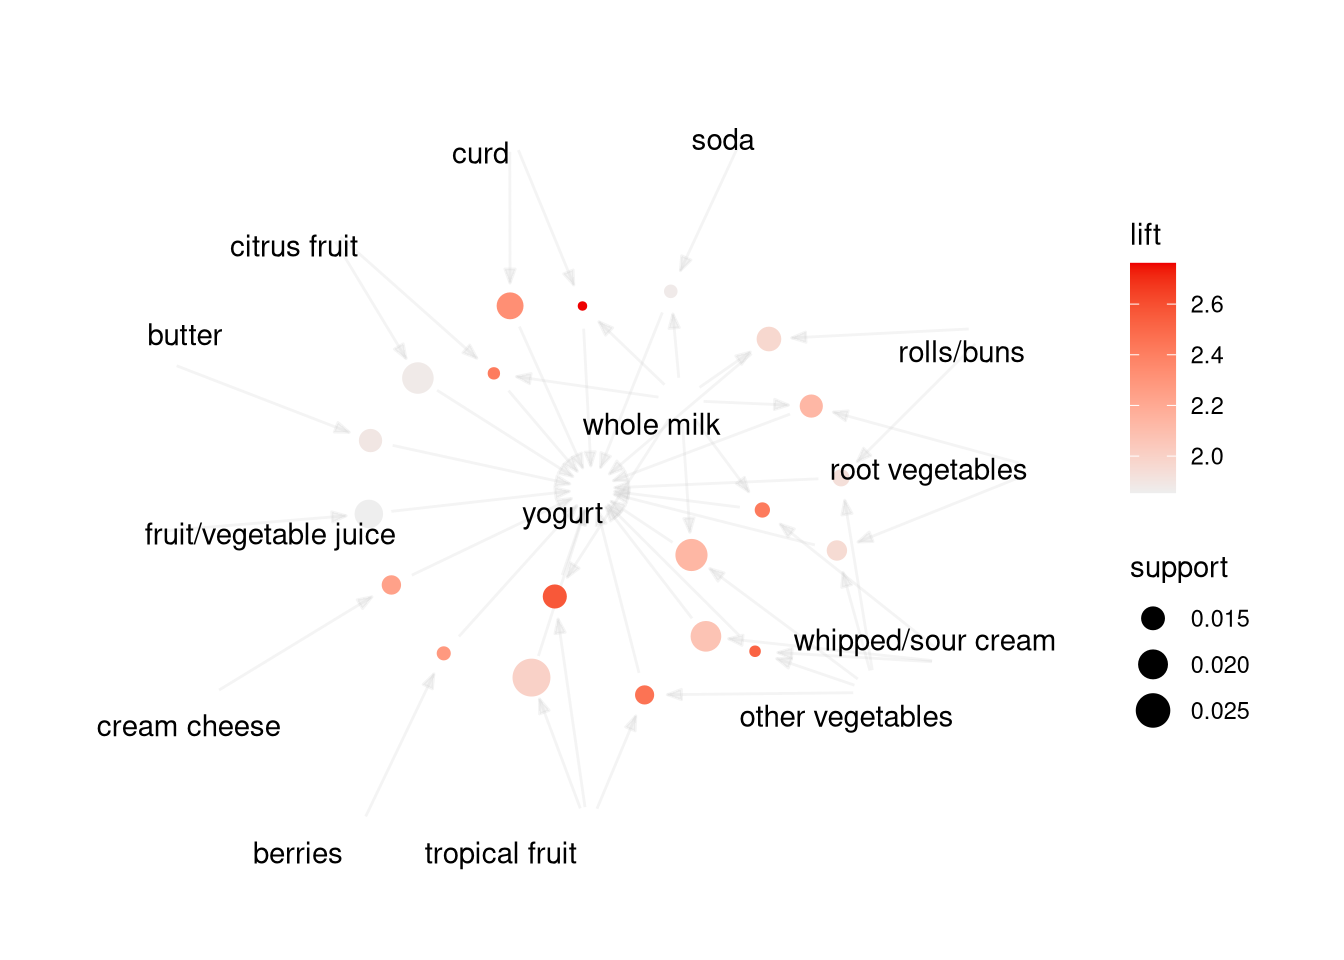 soda
curd
citrus fruit
butter
rolls/buns
whole milk
root vegetables
yogurt
fruit/vegetable juice
whipped/sour cream
other vegetables
cream cheese
berries
tropical fruit
lift
2.6
2.4
2.2
2.0
support
0.015
0.020
0.025